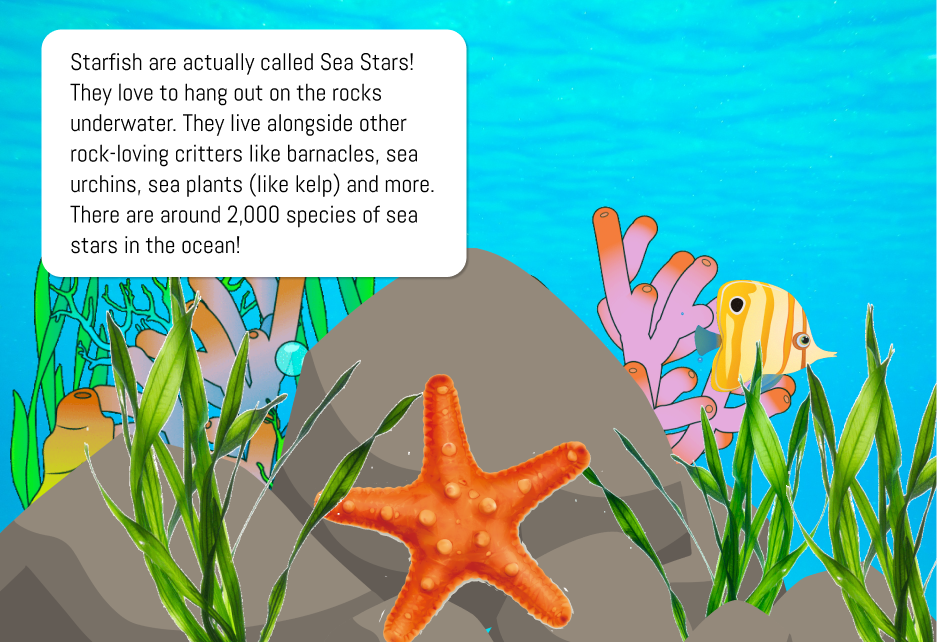 Starfish are actually called Sea Stars!
They love to hang out on the rocks
underwater. They live alongside other
rock-loving critters like barnacles, sea
urchins, sea plants (like kelp) and more.
There are around 2,000 species of sea
stars in the ocean!